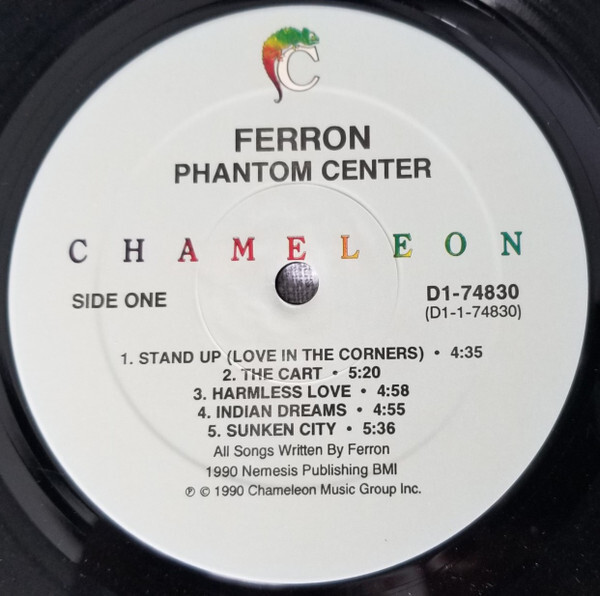 C
FERRON
PHANTOM CENTER
CHAMELEON
SIDE ONE
D1-74830
(D1-1-74830)
1. STAND UP (LOVE IN THE CORNERS) • 4:35
2. THE CART • 5:20
3. HARMLESS LOVE • 4:58
4. INDIAN DREAMS • 4:55
5. SUNKEN CITY • 5:36
All Songs Written By Ferron
1990 Nemesis Publishing BMI
℗ © 1990 Chameleon Music Group Inc.